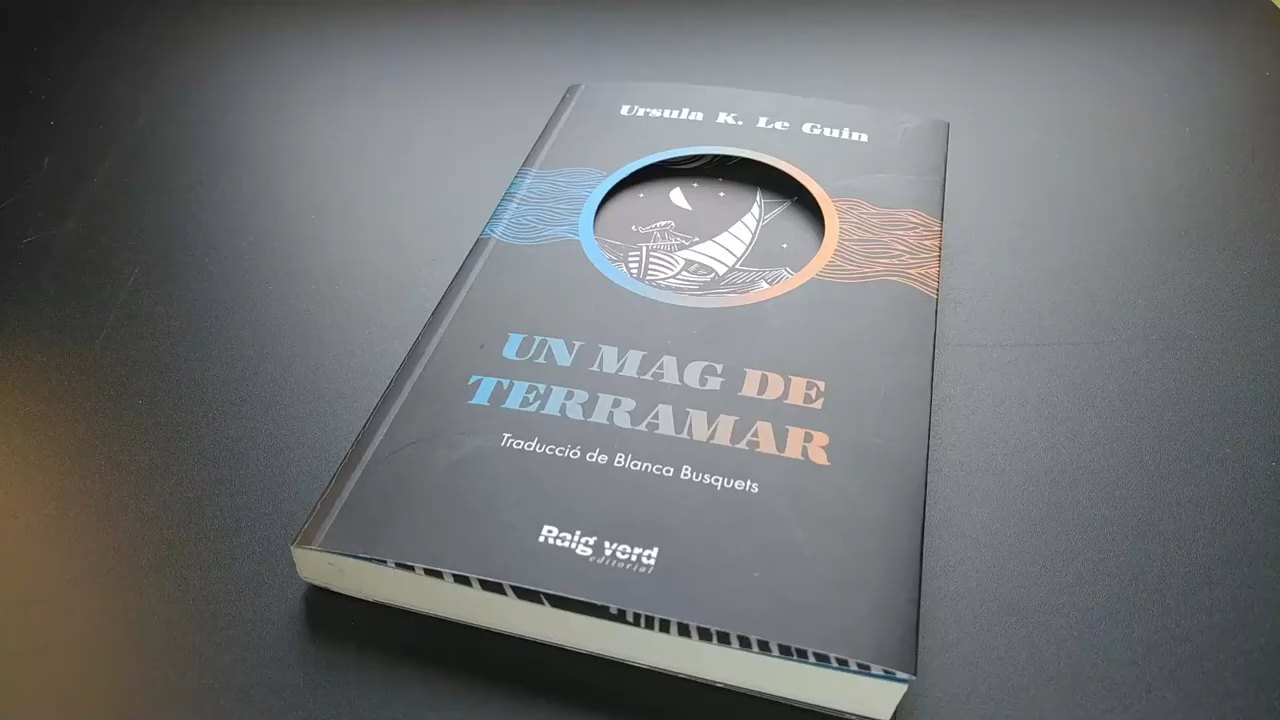 Ursula K. Le Guin
UN MAG DE
TERRAMAR
Traducció de Blanca Busquets
Raig verd
editorial